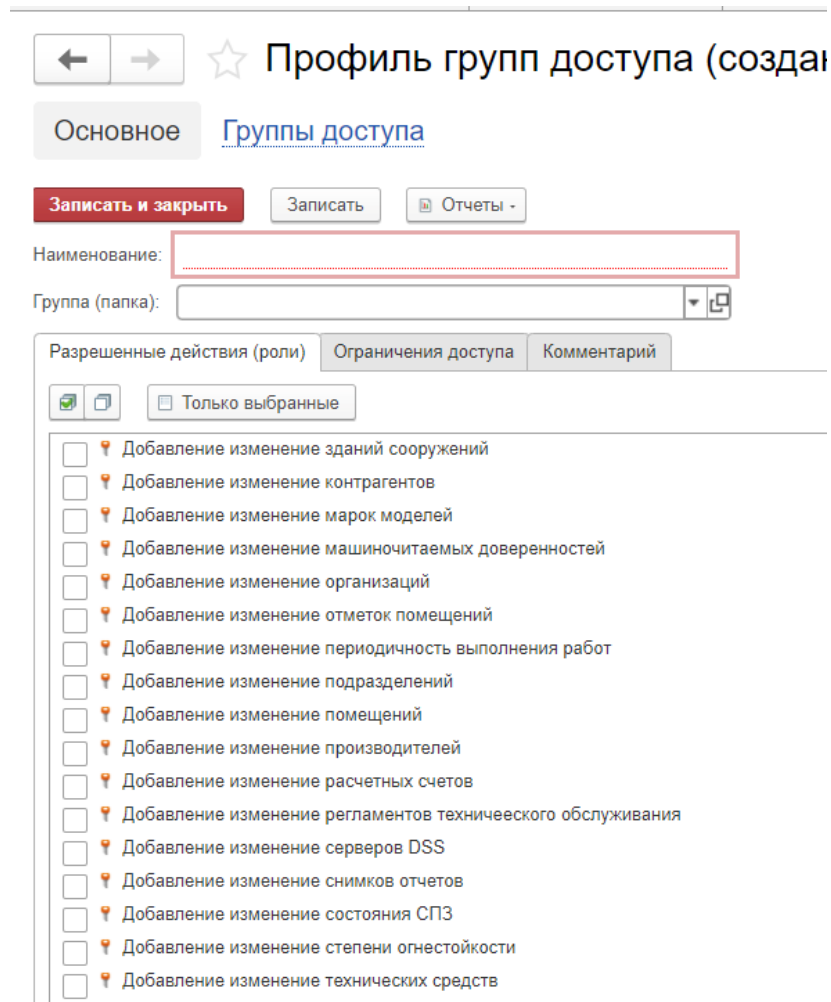 Профиль групп доступа (создан
Основное Группы доступа
Записать и закрыть Записать Отчеты
Наименование:
Группа (папка):
Разрешенные действия (роли) Ограничения доступа Комментарий
Только выбранные
Добавление изменение зданий сооружений
Добавление изменение контрагентов
Добавление изменение марок моделей
Добавление изменение машиночитаемых доверенностей
Добавление изменение организаций
Добавление изменение отметок помещений
Добавление изменение периодичность выполнения работ
Добавление изменение подразделений
Добавление изменение помещений
Добавление изменение производителей
Добавление изменение расчетных счетов
Добавление изменение регламентов техничеекого обслуживания
Добавление изменение серверов DSS
Добавление изменение снимков отчетов
Добавление изменение состояния СПЗ
Добавление изменение степени огнестойкости
Добавление изменение технических средств